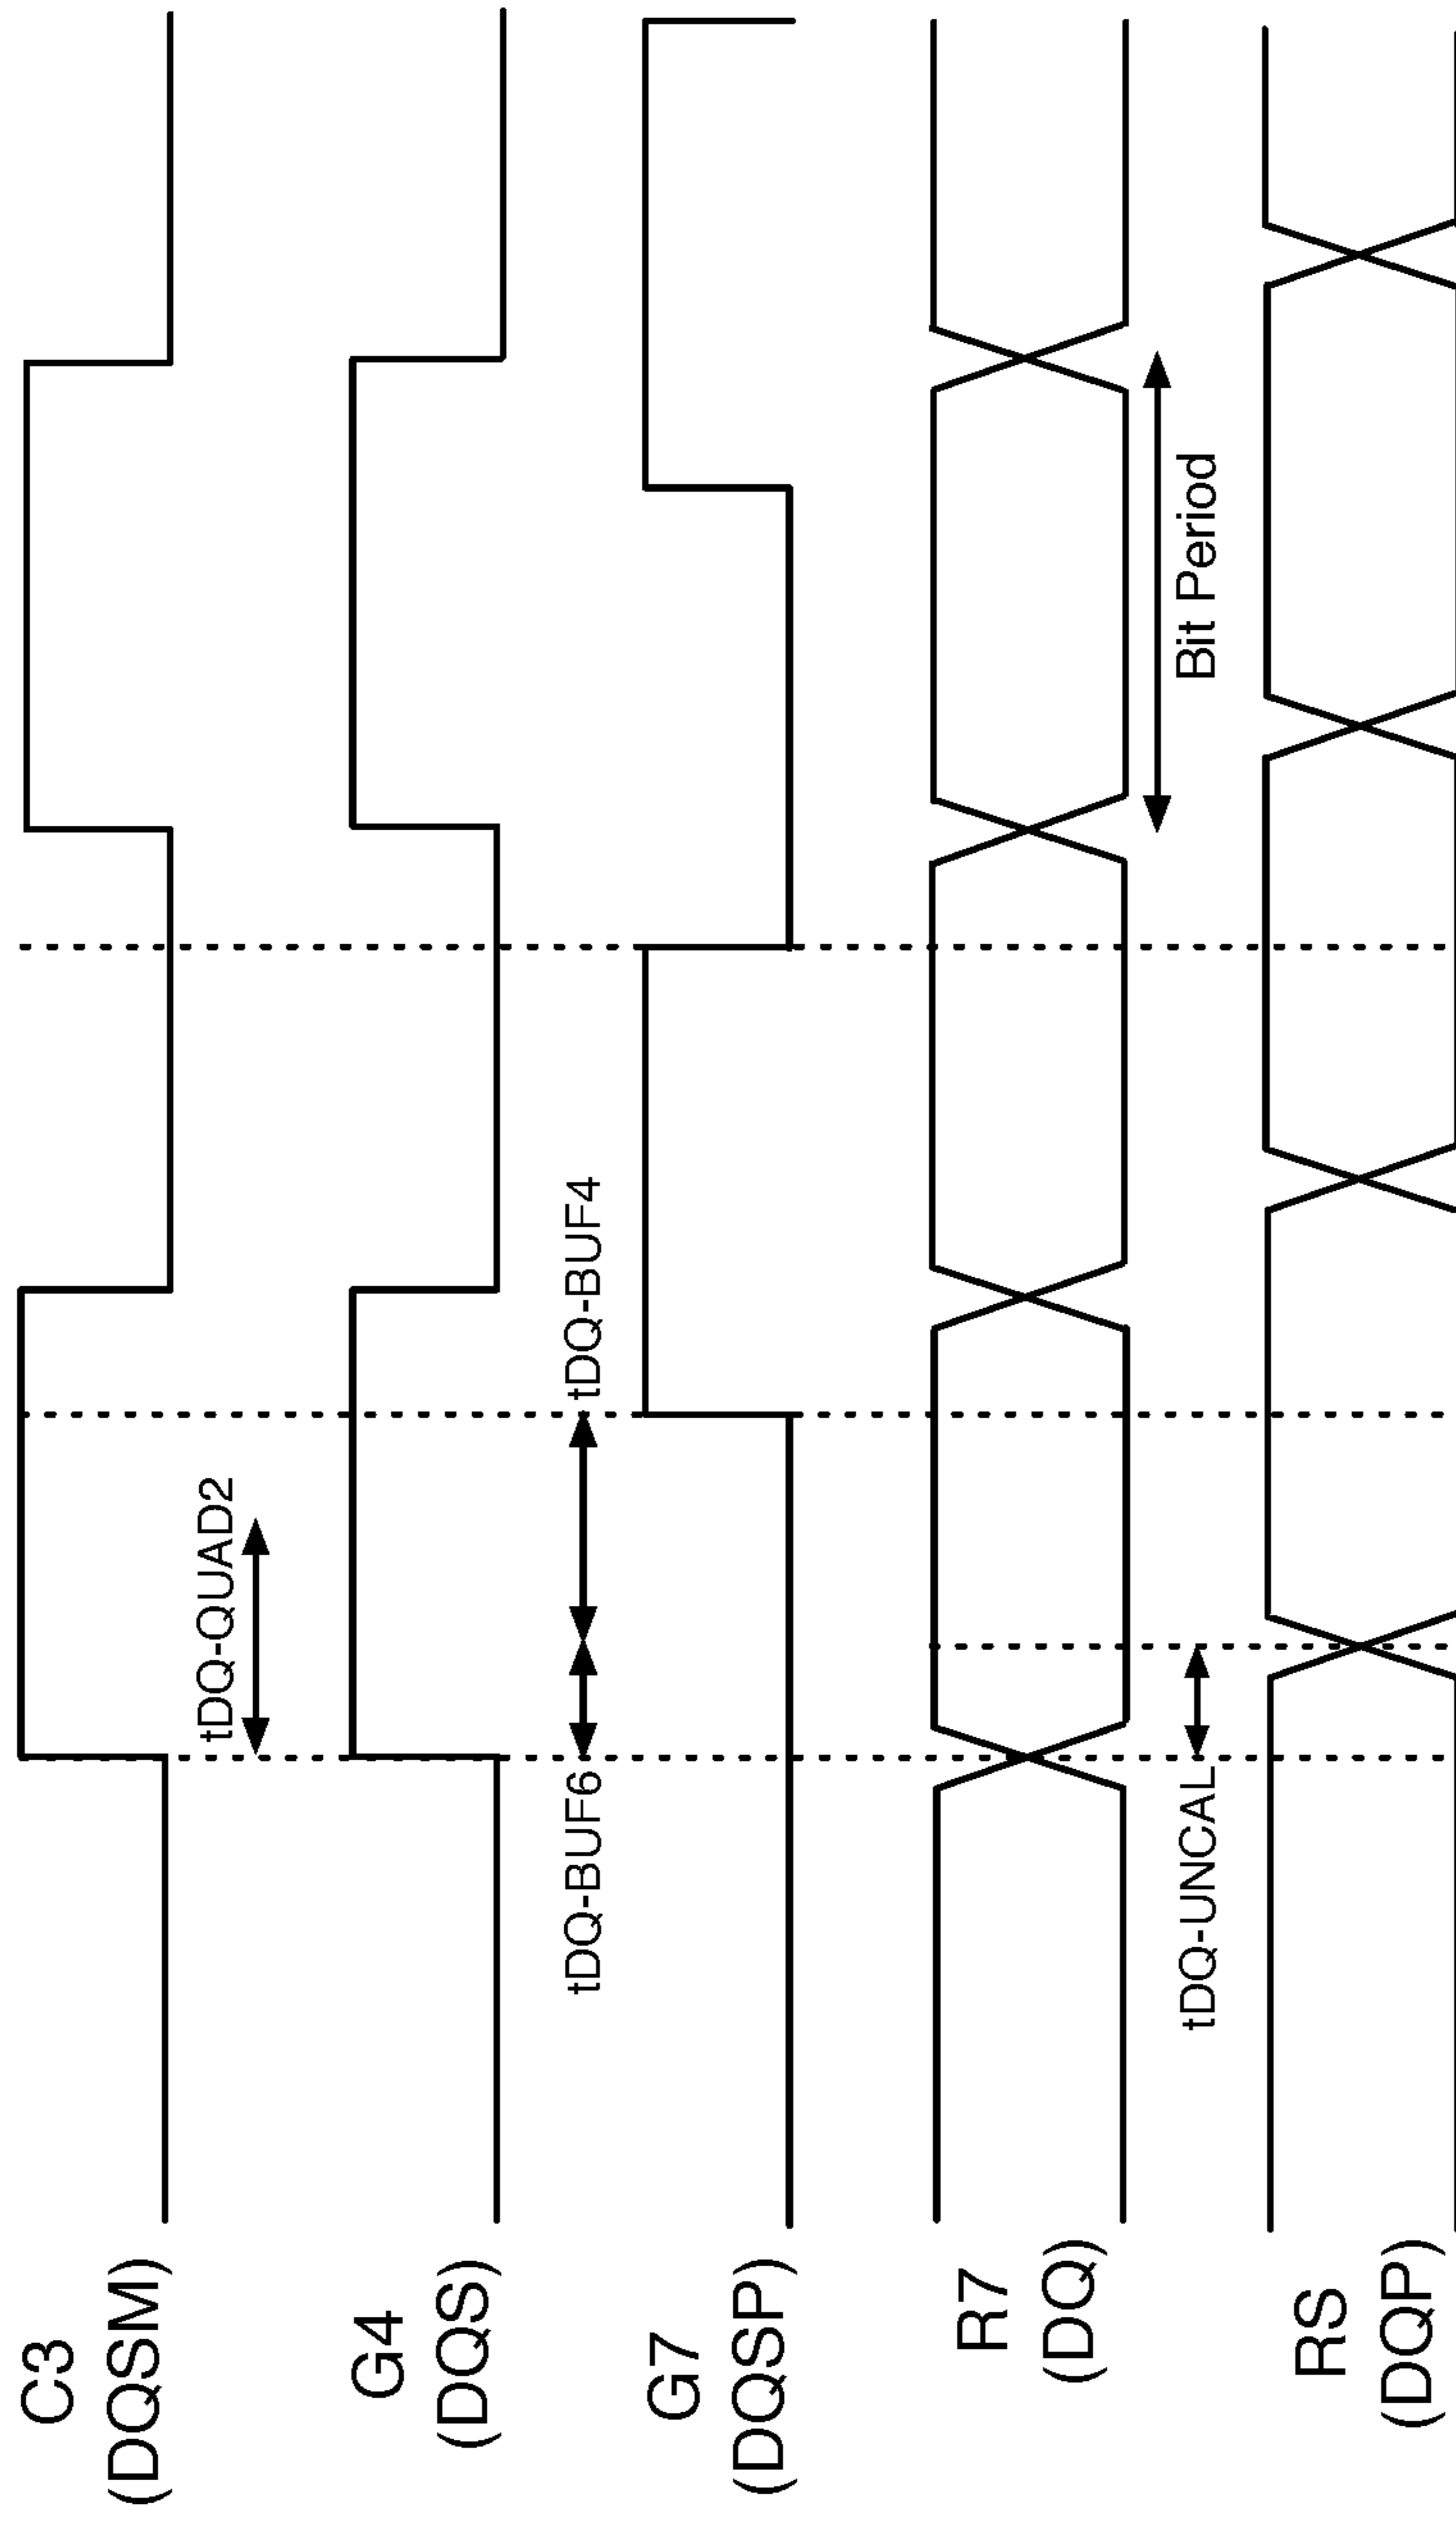 C3
(DQSM)
tDQ-QUAD2
G4
(DQS)
tDQ-BUF6
tDQ-BUF4
G7
(DQSP)
R7
(DQ)
tDQ-UNCAL
Bit Period
RS
(DQP)